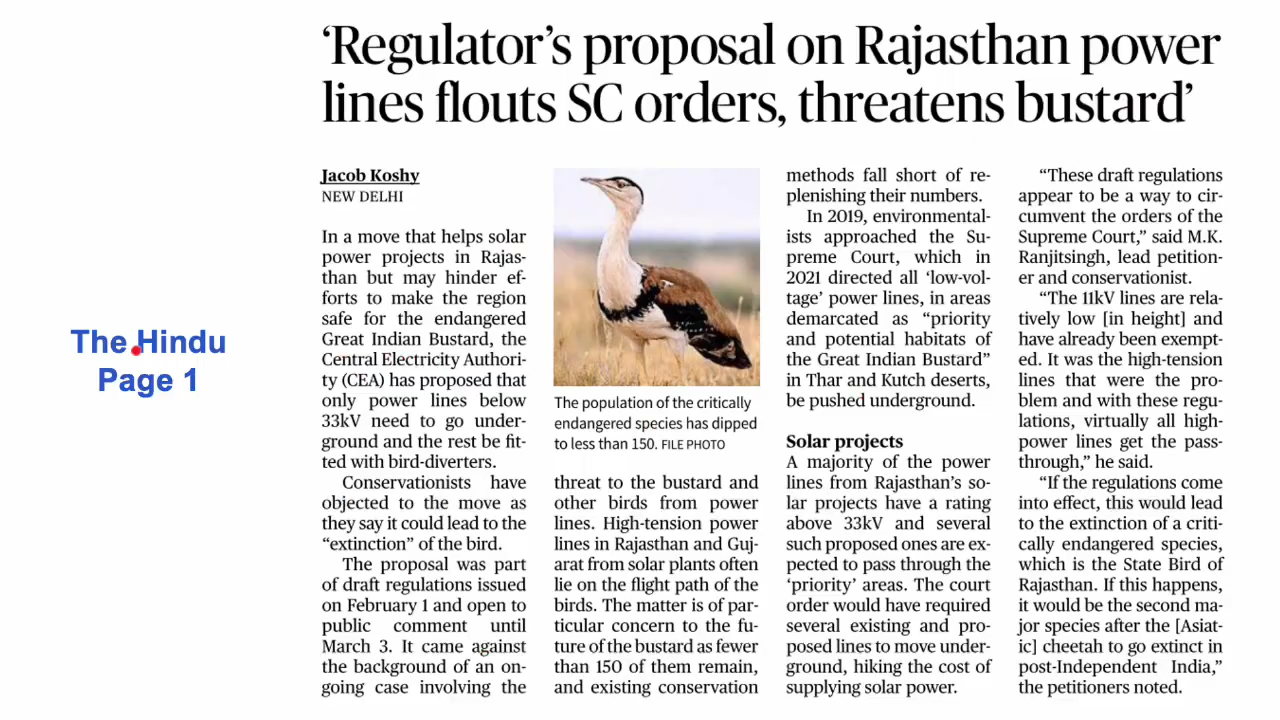 ‘Regulator’s proposal on Rajasthan power
lines flouts SC orders, threatens bustard’
The Hindu
Page 1
Jacob Koshy
NEW DELHI
In a move that helps solar
power projects in Rajas-
than but may hinder ef-
forts to make the region
safe for the endangered
Great Indian Bustard, the
Central Electricity Authori-
ty (CEA) has proposed that
only power lines below
33kV need to go under-
ground and the rest be fit-
ted with bird-diverters.
Conservationists have
objected to the move as
they say it could lead to the
“extinction” of the bird.
The proposal was part
of draft regulations issued
on February 1 and open to
public comment until
March 3. It came against
the background of an on-
going case involving the
The population of the critically
endangered species has dipped
to less than 150. FILE PHOTO
threat to the bustard and
other birds from power
lines. High-tension power
lines in Rajasthan and Guj-
arat from solar plants often
lie on the flight path of the
birds. The matter is of par-
ticular concern to the fu-
ture of the bustard as fewer
than 150 of them remain,
and existing conservation
methods fall short of re-
plenishing their numbers.
In 2019, environmental-
ists approached the Su-
preme Court, which in
2021 directed all ‘low-vol-
tage’ power lines, in areas
demarcated as “priority
and potential habitats of
the Great Indian Bustard”
in Thar and Kutch deserts,
be pushed underground.
Solar projects
A majority of the power
lines from Rajasthan’s so-
lar projects have a rating
above 33kV and several
such proposed ones are ex-
pected to pass through the
‘priority’ areas. The court
order would have required
several existing and pro-
posed lines to move under-
ground, hiking the cost of
supplying solar power.
“These draft regulations
appear to be a way to cir-
cumvent the orders of the
Supreme Court,” said M.K.
Ranjitsingh, lead petition-
er and conservationist.
“The 11kV lines are rela-
tively low [in height] and
have already been exempt-
ed. It was the high-tension
lines that were the pro-
blem and with these regu-
lations, virtually all high-
power lines get the pass-
through,” he said.
“If the regulations come
into effect, this would lead
to the extinction of a criti-
cally endangered species,
which is the State Bird of
Rajasthan. If this happens,
it would be the second ma-
jor species after the [Asiat-
ic] cheetah to go extinct in
post-Independent India,”
the petitioners noted.